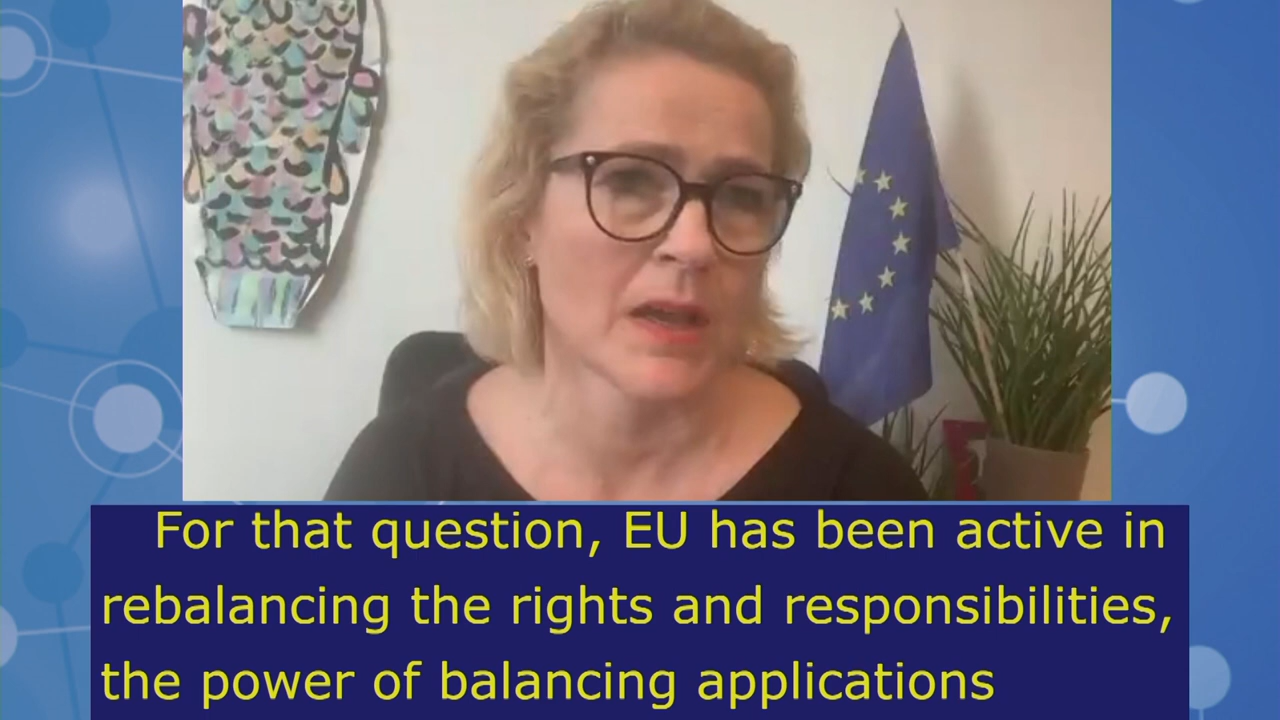 For that question, EU has been active in
rebalancing the rights and responsibilities,
the power of balancing applications